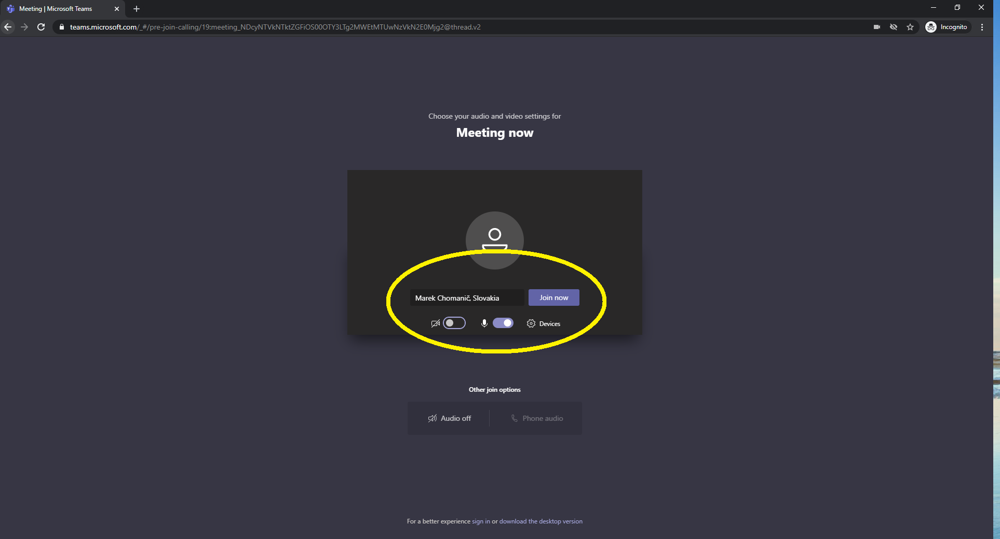 Meeting | Microsoft Teams
teams.microsoft.com/_#/pre-join-calling/19:meeting_NDcyNTVkNTktZGFiOS00OTY3LTg2MWEtMTUwNzVkN2E0Mjg2@thread.v2
Incognito
Choose your audio and video settings for
Meeting now
Marek Chomanič, Slovakia
Join now
Devices
Other join options
Audio off
Phone audio
For a better experience sign in or download the desktop version